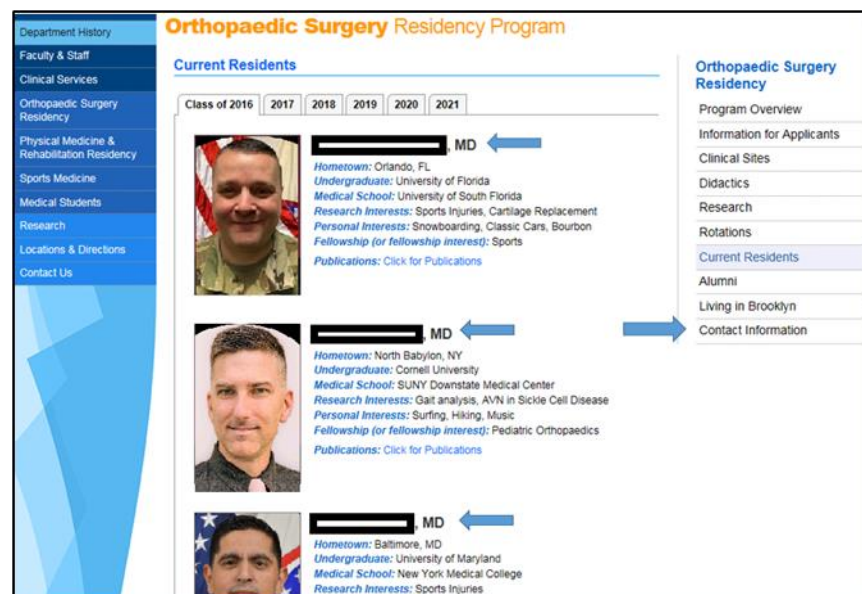 Department History
Faculty & Staff
Clinical Services
Orthopaedic Surgery
Residency
Physical Medicine &
Rehabilitation Residency
Sports Medicine
Medical Students
Research
Locations & Directions
Contact Us
Orthopaedic Surgery Residency Program
Current Residents
Class of 2016 2017 2018 2019 2020 2021
, MD
Hometown: Orlando, FL
Undergraduate: University of Florida
Medical School: University of South Florida
Research Interests: Sports Injuries, Cartilage Replacement
Personal Interests: Snowboarding, Classic Cars, Bourbon
Fellowship (or fellowship interest): Sports
Publications: Click for Publications
, MD
Hometown: North Babylon, NY
Undergraduate: Cornell University
Medical School: SUNY Downstate Medical Center
Research Interests: Gait analysis, AVN in Sickle Cell Disease
Personal Interests: Surfing, Hiking, Music
Fellowship (or fellowship interest): Pediatric Orthopaedics
Publications: Click for Publications
, MD
Hometown: Baltimore, MD
Undergraduate: University of Maryland
Medical School: New York Medical College
Research Interests: Sports Injuries
Orthopaedic Surgery
Residency
Program Overview
Information for Applicants
Clinical Sites
Didactics
Research
Rotations
Current Residents
Alumni
Living in Brooklyn
Contact Information